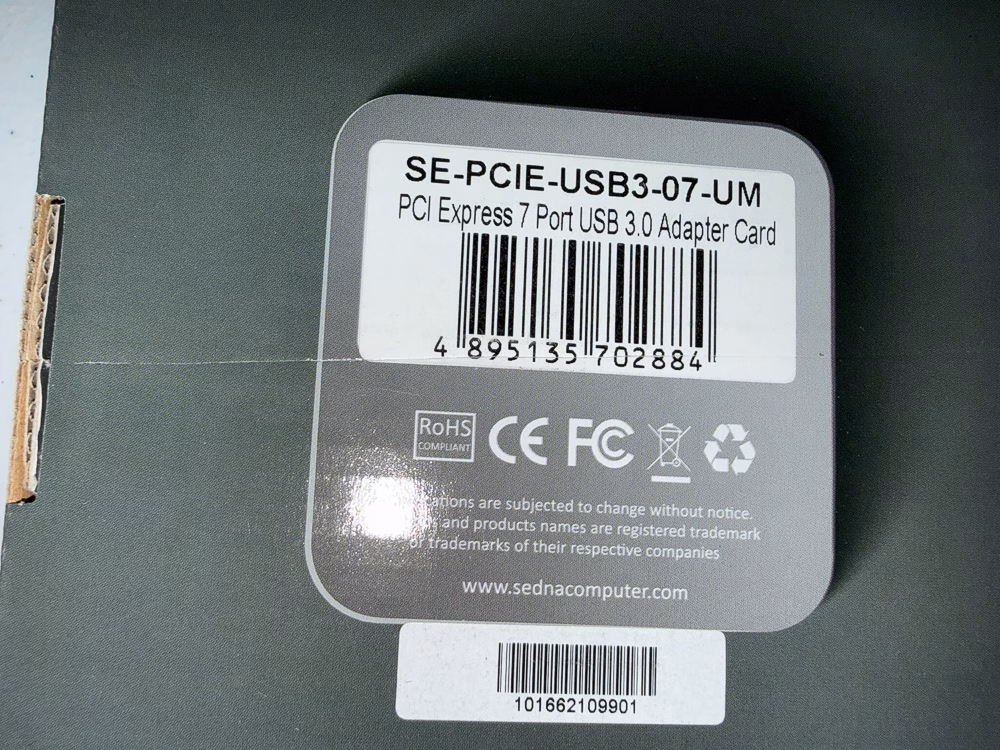 SE-PCIE-USB3-07-UM
PCI Express 7 Port USB 3.0 Adapter Card
4 895135 702884
RoHS
COMPLIANT
CE FC
are subjected to change without notice.
and products names are registered trademark
or trademarks of their respective companies
www.sednacomputer.com
101662109901